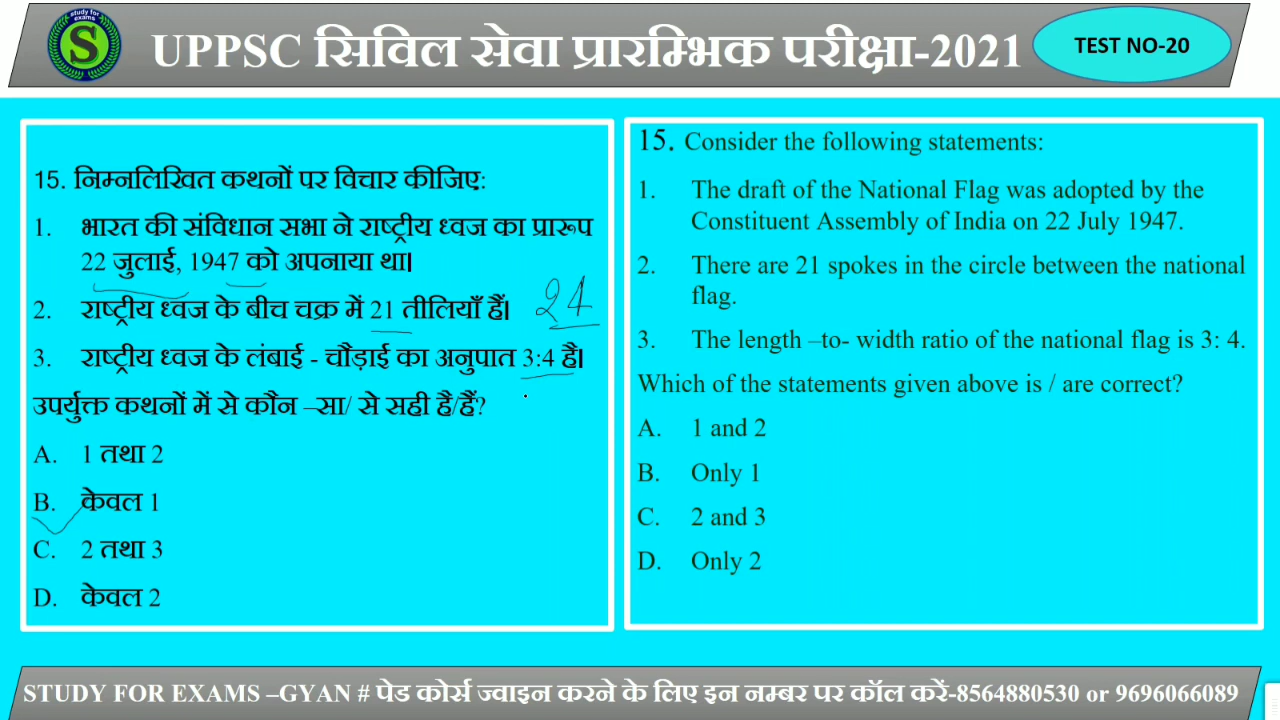 study for
exams
S
UPPSC सिविल सेवा प्रारम्भिक परीक्षा-2021
TEST NO-20
15. निम्नलिखित कथनों पर विचार कीजिए:
1. भारत की संविधान सभा ने राष्ट्रीय ध्वज का प्रारूप
22 जुलाई, 1947 को अपनाया था।
2. राष्ट्रीय ध्वज के बीच चक्र में 21 तीलियाँ हैं।
24
3. राष्ट्रीय ध्वज के लंबाई - चौड़ाई का अनुपात 3:4 है।
उपर्युक्त कथनों में से कौन –सा/ से सही है/हैं?
A. 1 तथा 2
B. केवल 1
C. 2 तथा 3
D. केवल 2
15. Consider the following statements:
1. The draft of the National Flag was adopted by the
Constituent Assembly of India on 22 July 1947.
2. There are 21 spokes in the circle between the national
flag.
3. The length –to- width ratio of the national flag is 3: 4.
Which of the statements given above is / are correct?
A. 1 and 2
B. Only 1
C. 2 and 3
D. Only 2
STUDY FOR EXAMS –GYAN # पेड कोर्स ज्वाइन करने के लिए इन नम्बर पर कॉल करें-8564880530 or 9696066089